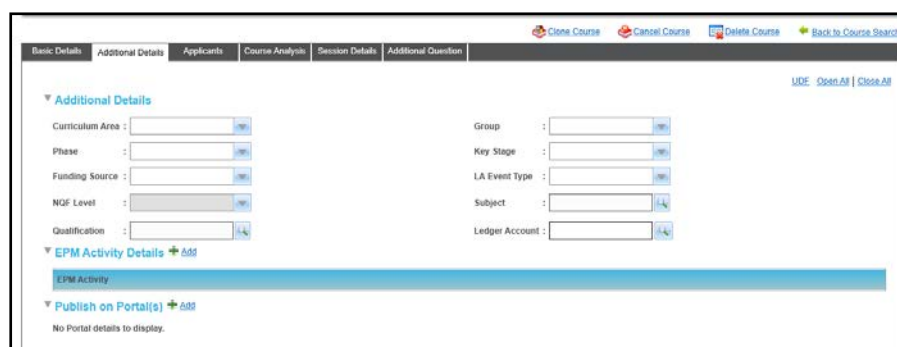 Clone Course Cancel Course Delete Course Back to Course Search
Basic Details Additional Details Applicants Course Analysis Session Details Additional Question
UDF Open All | Close All
Additional Details
Curriculum Area : Group :
Phase : Key Stage :
Funding Source : LA Event Type :
NQF Level : Subject :
Qualification : Ledger Account :
EPM Activity Details Add
EPM Activity
Publish on Portal(s) Add
No Portal details to display.